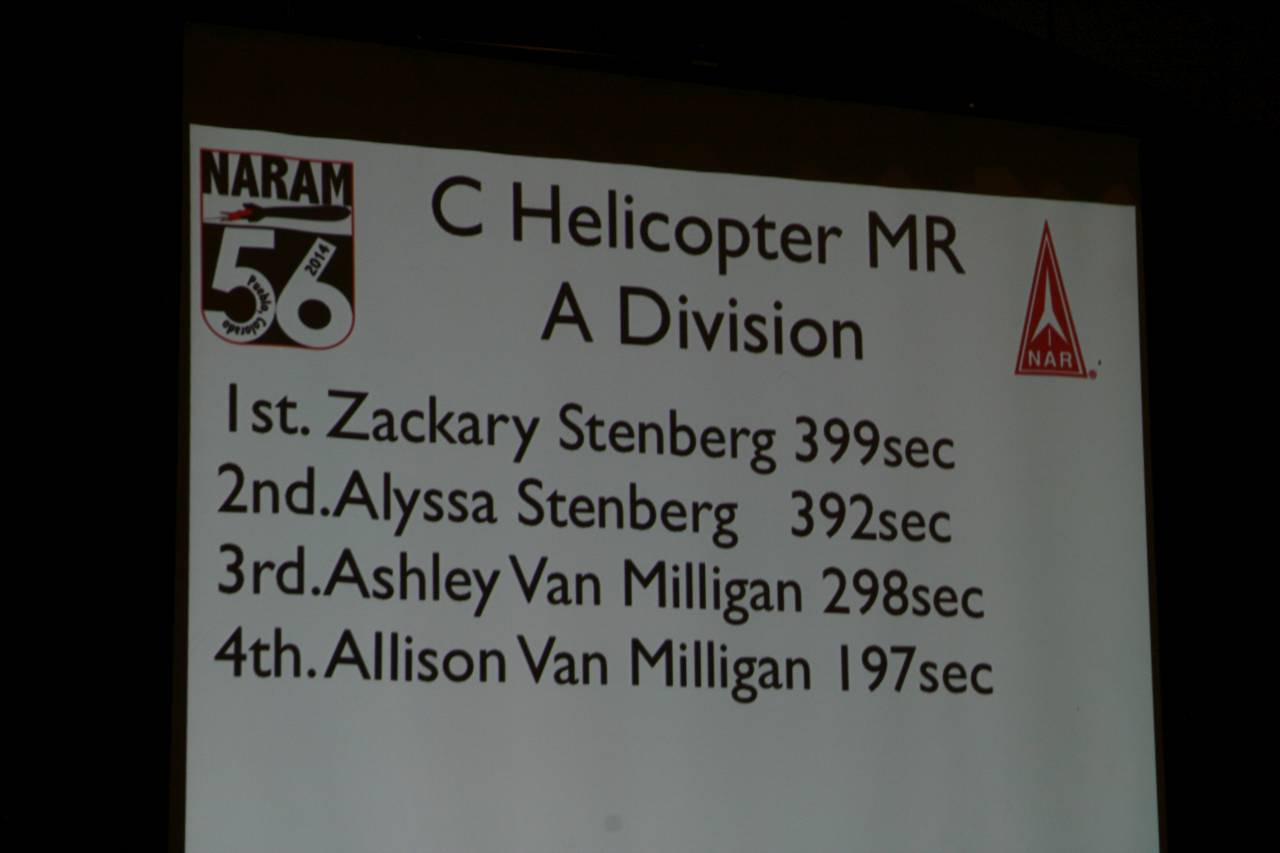 NARAM
56
2014
Pueblo, Colorado
C Helicopter MR
A Division
NAR
1st. Zackary Stenberg 399sec
2nd.Alyssa Stenberg 392sec
3rd.Ashley Van Milligan 298sec
4th.Allison Van Milligan 197sec